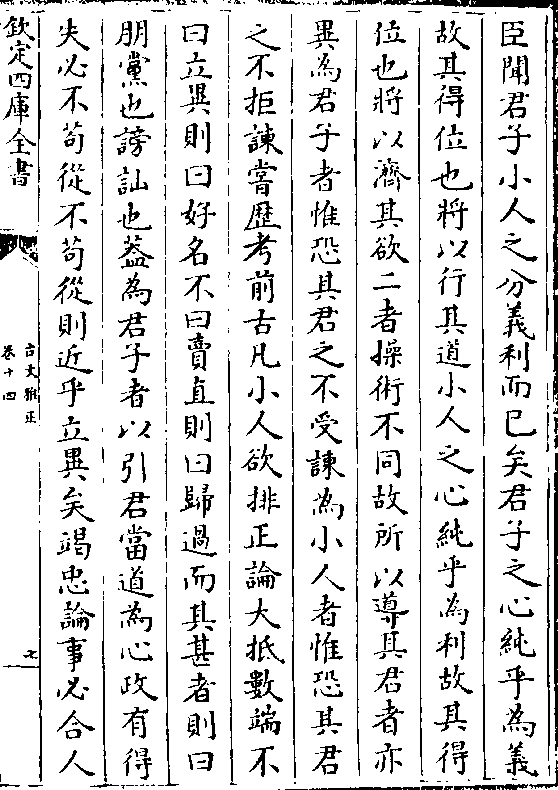 臣聞君子小人之分義利而已矣君子之心純乎為義
故其得位也將以行其道小人之心純乎為利故其得
位也將以濟其欲二者操術不同故所以導其君者亦
異為君子者惟恐其君之不受諫為小人者惟恐其君
之不拒諫嘗歴考前古凡小人欲排正論大抵數端不
曰立異則曰好名不曰賣直則曰歸過而其甚者則曰
朋黨也謗訕也葢為君子者以引君當道為心政有得
失必不苟從不苟從則近乎立異矣竭忠論事必合人
欽定四庫全書
古文雅正
卷十四